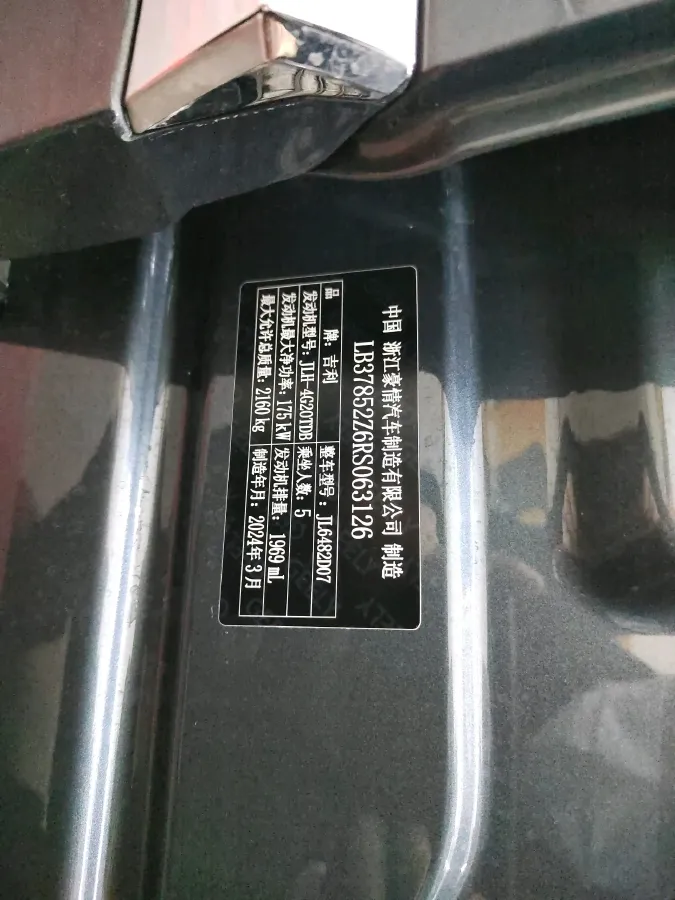 中国 浙江豪情汽车制造有限公司 制造
LB37852Z6RS063126
品 牌：吉利 整车型号：JL6482D07
发动机型号：JLH-4G20TDB 乘坐人数：5
发动机最大净功率：175 kW 发动机排量：1969 mL
最大允许总质量：2160 kg 制造年月：2024年3月